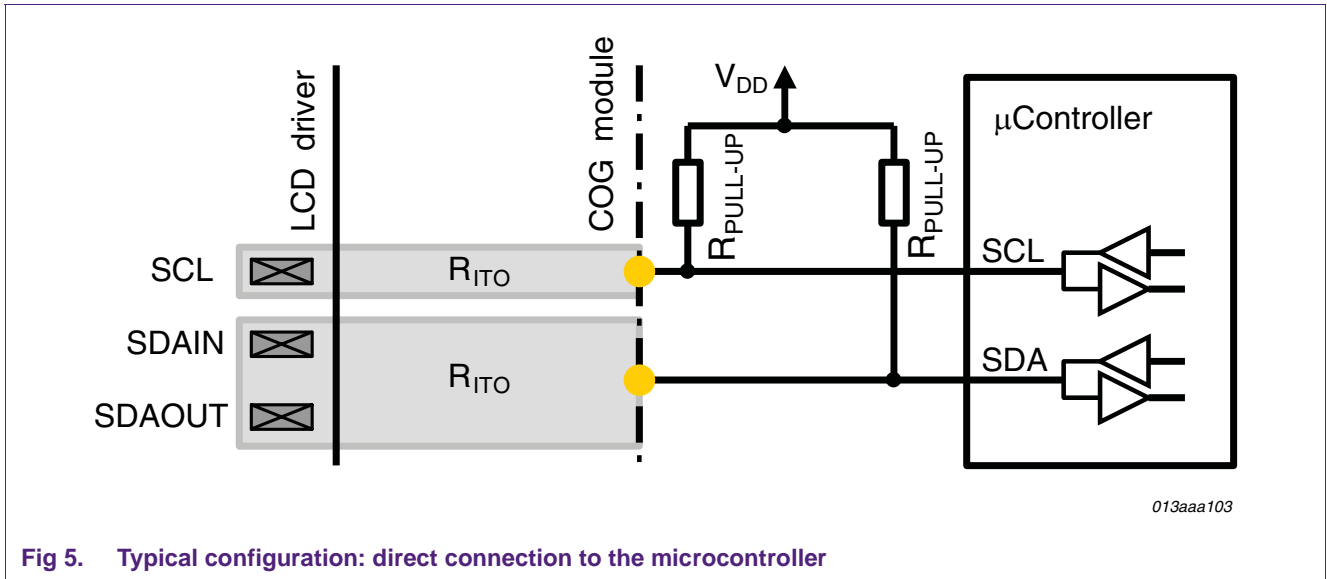 LCD driver
COG module
VDD
RPULL-UP
RPULL-UP
μController
SCL
RITO
SCL
SDAIN
RITO
SDA
SDAOUT
013aaa103
Fig 5. Typical configuration: direct connection to the microcontroller